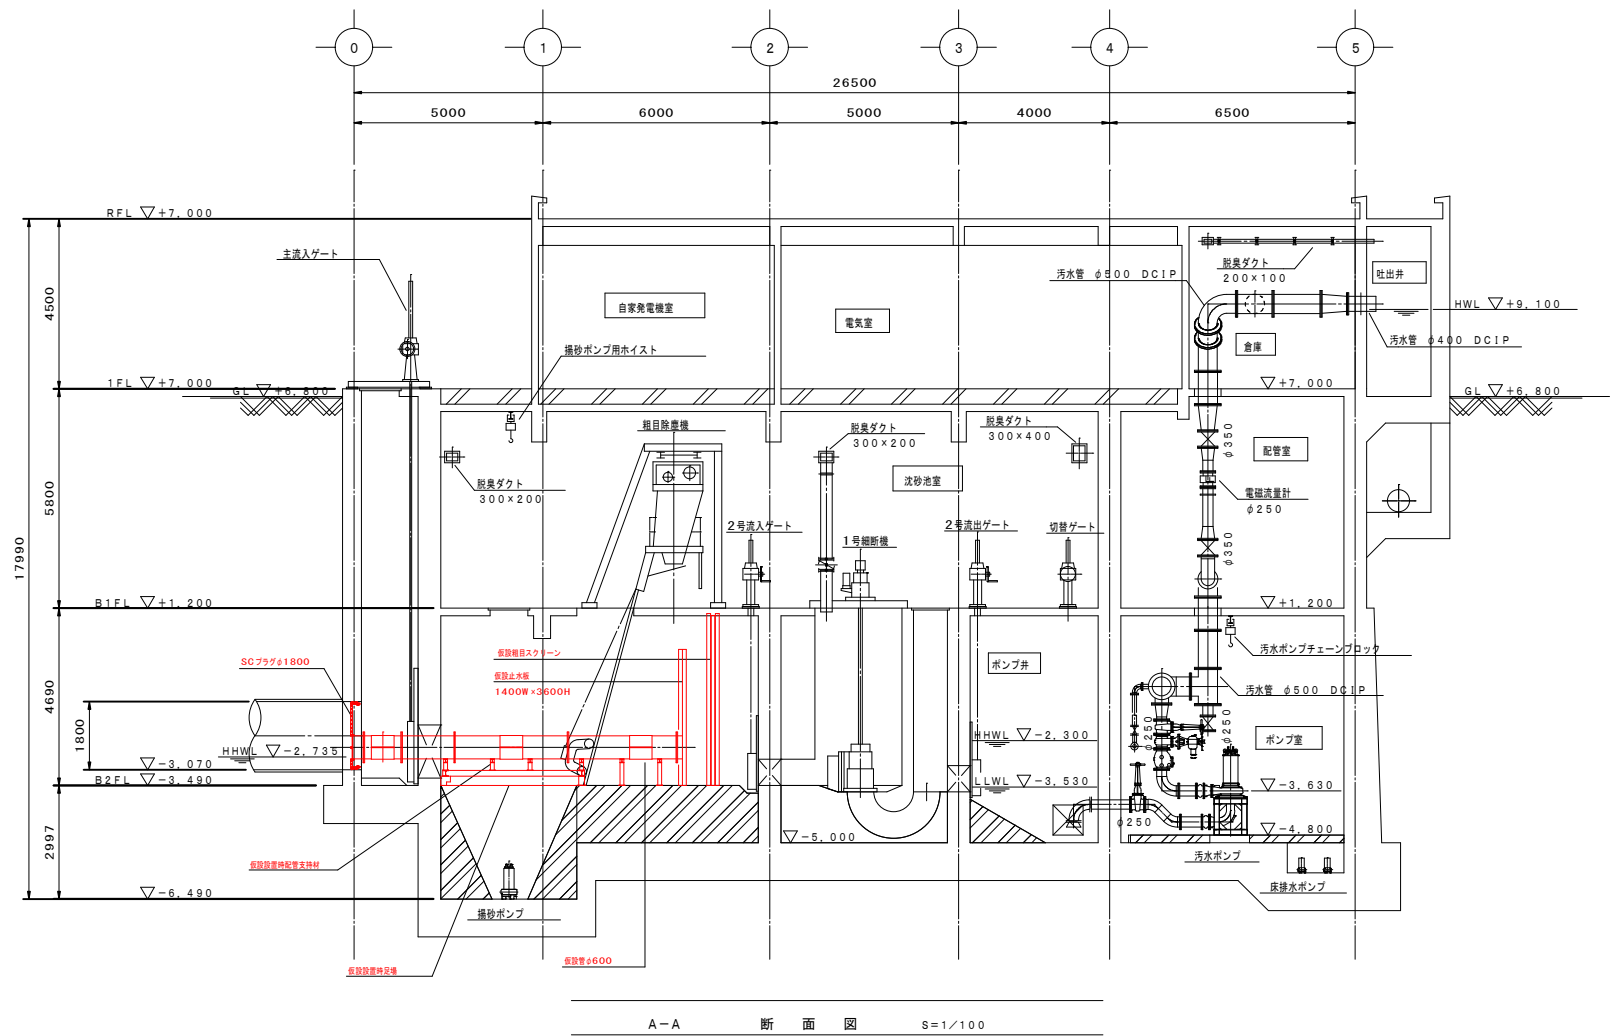 0
1
2
3
4
5
26500
5000
6000
5000
4000
6500
RFL ▽+7,000
主流入ゲート
自家発電機室
電気室
汚水管 φ500 DCIP
脱臭ダクト
200×100
吐出井
HWL ▽+9,100
汚水管 φ400 DCIP
倉庫
揚砂ポンプ用ホイスト
4500
1FL ▽+7,000
GL ▽+6,800
▽+7,000
GL ▽+6,800
粗目除塵機
脱臭ダクト
300×200
脱臭ダクト
300×400
φ350
配管室
脱臭ダクト
300×200
沈砂池室
電磁流量計
φ250
5800
17990
2号流入ゲート
1号細断機
2号流出ゲート
切替ゲート
φ350
B1FL ▽+1,200
▽+1,200
SCプラグφ1800
仮設粗目スクリーン
仮設止水板
1400W×3600H
ポンプ井
汚水ポンプチェーンブロック
汚水管 φ500 DCIP
4690
1800
HHWL ▽-2,735
▽-3,070
B2FL ▽-3,490
HHWL ▽-2,300
LLWL ▽-3,530
φ250
φ250
ポンプ室
▽-3,630
φ250
▽-4,800
▽-5,000
2997
汚水ポンプ
床排水ポンプ
仮設設置時配管支持材
▽-6,490
揚砂ポンプ
仮設設置時足場
仮設管φ600
A-A 断面図 S=1/100